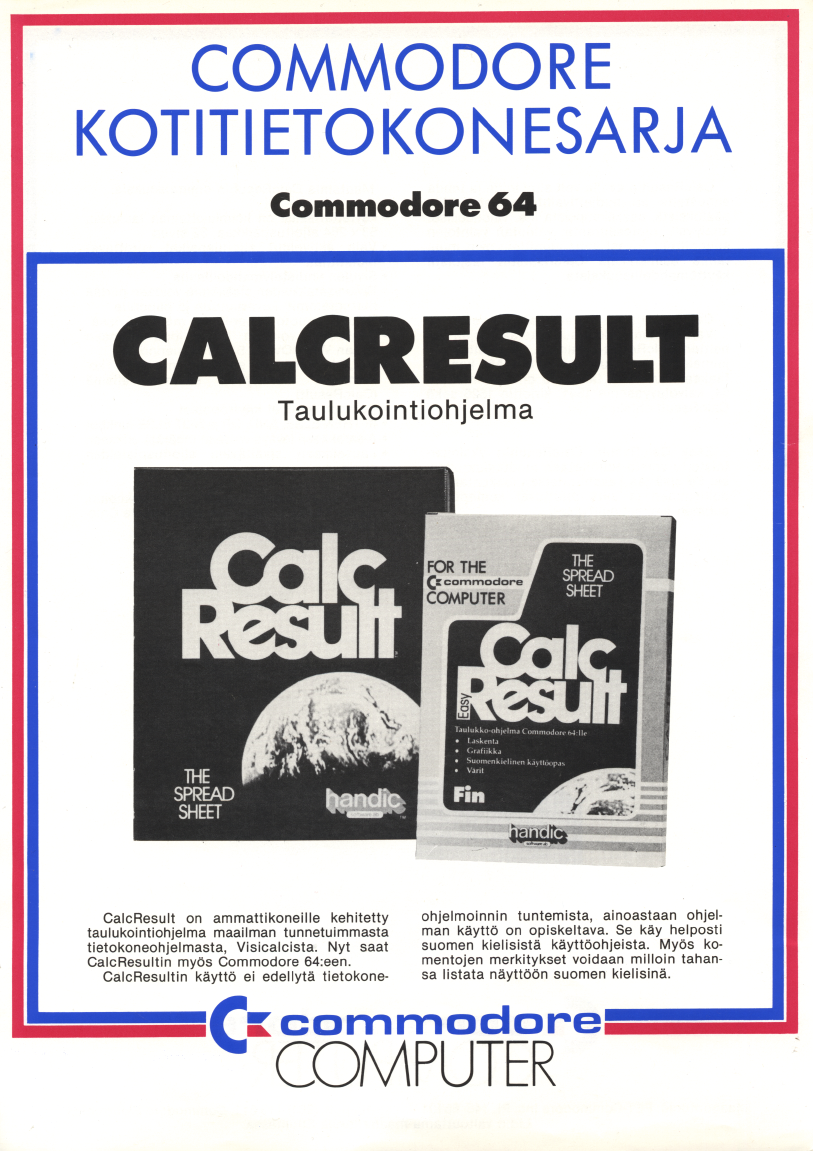 COMMODORE
KOTITIETOKONESARJA
Commodore 64
CALCRESULT
Taulukointiohjelma
Calc
Result
THE
SPREAD
SHEET
handic
FOR THE
commodore
COMPUTER
THE
SPREAD
SHEET
Calc
Easy
Result
Taulukko-ohjelma Commodore 64:lle
• Laskenta
• Grafiikka
• Suomenkielinen käyttöopas
• Värit
Fin
handic
software ab
CalcResult on ammattikoneille kehitetty
taulukointiohjelma maailman tunnetuimmasta
tietokoneohjelmasta, Visicalcista. Nyt saat
CalcResultin myös Commodore 64:een.
CalcResultin käyttö ei edellytä tietokone-
ohjelmoinnin tuntemista, ainoastaan ohjel-
man käyttö on opiskeltava. Se käy helposti
suomen kielisistä käyttöohjeista. Myös ko-
mentojen merkitykset voidaan milloin tahan-
sa listata näyttöön suomen kielisinä.
commodore
COMPUTER